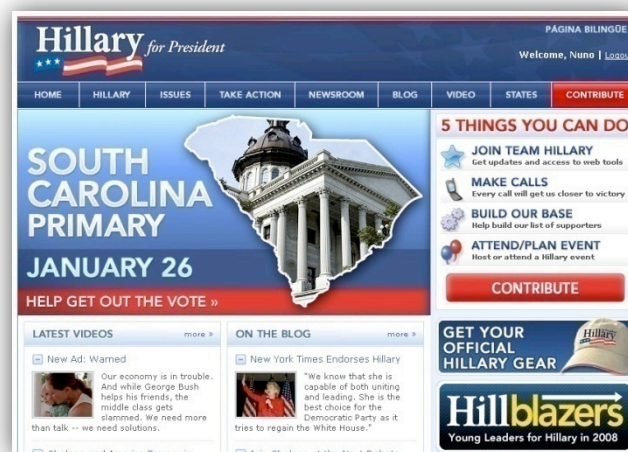 Hillary for President
PÁGINA BILINGÜE
Welcome, Nuno | Logout
HOME
HILLARY
ISSUES
TAKE ACTION
NEWSROOM
BLOG
VIDEO
STATES
CONTRIBUTE
SOUTH
CAROLINA
PRIMARY
JANUARY 26
HELP GET OUT THE VOTE »
5 THINGS YOU CAN DO
JOIN TEAM HILLARY
Get updates and access to web tools
MAKE CALLS
Every call will get us closer to victory
BUILD OUR BASE
Help build our list of supporters
ATTEND/PLAN EVENT
Host or attend a Hillary event
CONTRIBUTE
LATEST VIDEOS
more »
New Ad: Warned
Our economy is in trouble.
And while George Bush
helps his friends, the
middle class gets
slammed. We need more
than talk -- we need solutions.
ON THE BLOG
more »
New York Times Endorses Hillary
"We know that she is
capable of both uniting
and leading. She is the
best choice for the
Democratic Party as it
tries to regain the White House."
GET YOUR
OFFICIAL
HILLARY GEAR
Hillary
Hillblazers
Young Leaders for Hillary in 2008